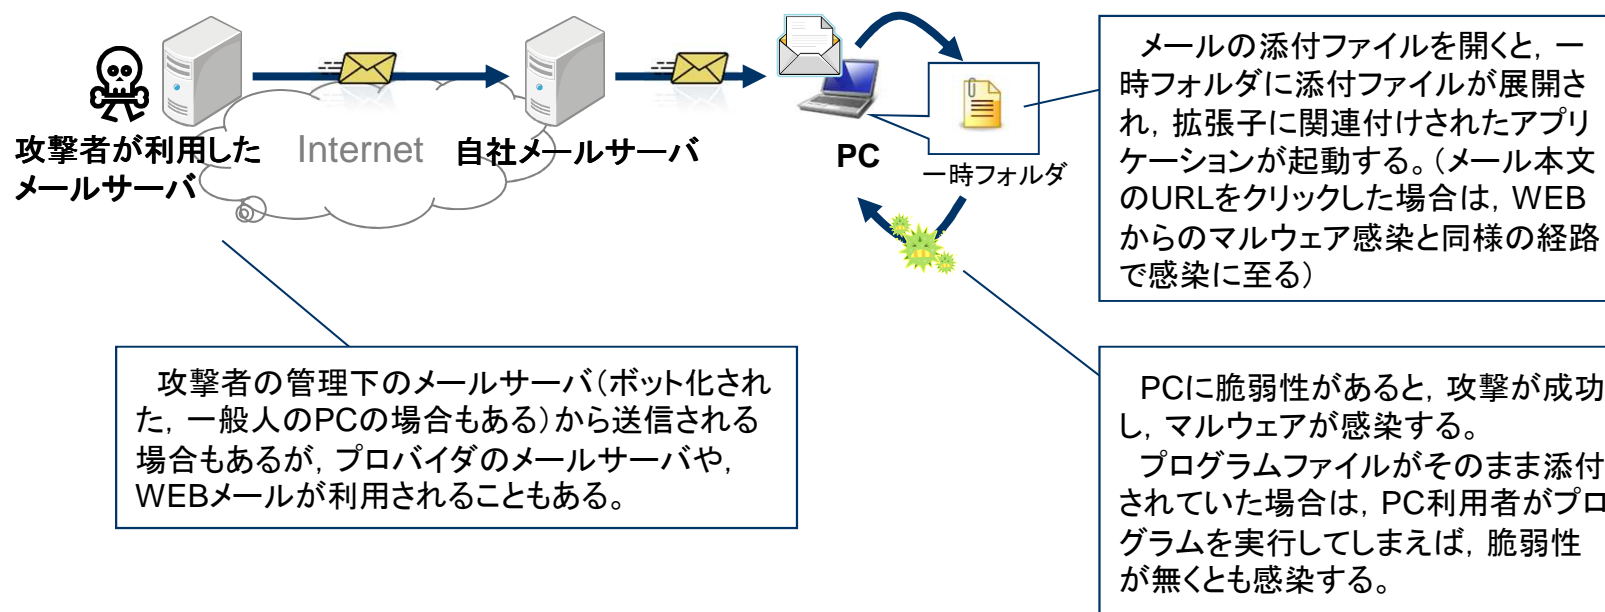 攻撃者が利用した
メールサーバ
Internet
自社メールサーバ
PC
一時フォルダ
メールの添付ファイルを開くと，一
時フォルダに添付ファイルが展開さ
れ，拡張子に関連付けされたアプリ
ケーションが起動する。（メール本文
のURLをクリックした場合は，WEB
からのマルウェア感染と同様の経路
で感染に至る）
攻撃者の管理下のメールサーバ（ボット化され
た，一般人のPCの場合もある）から送信される
場合もあるが，プロバイダのメールサーバや，
WEBメールが利用されることもある。
PCに脆弱性があると，攻撃が成功
し，マルウェアが感染する。
プログラムファイルがそのまま添付
されていた場合は，PC利用者がプロ
グラムを実行してしまえば，脆弱性
が無くとも感染する。